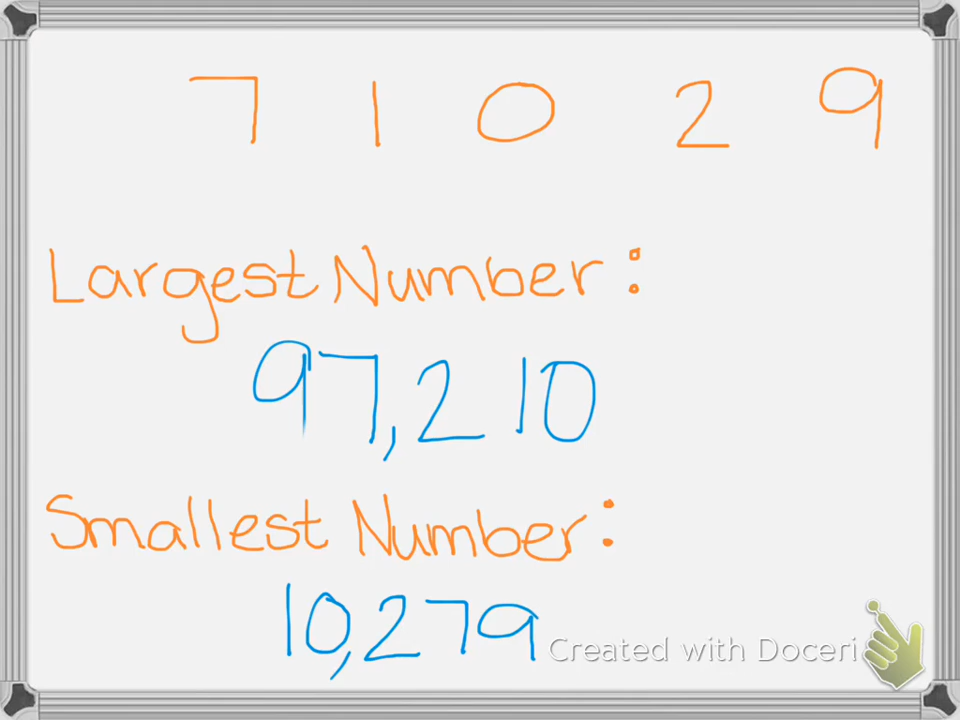 7 1 0 2 9
Largest Number:
97,210
Smallest Number:
10,279
Created with Doceri